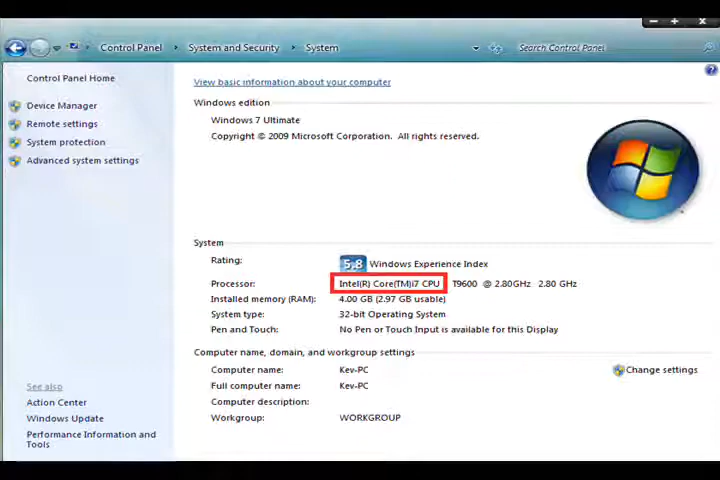 Control Panel System and Security System Search Control Panel
Control Panel Home
Device Manager
Remote settings
System protection
Advanced system settings
View basic information about your computer
Windows edition
Windows 7 Ultimate
Copyright © 2009 Microsoft Corporation. All rights reserved.
System
Rating: 5.8 Windows Experience Index
Processor: Intel(R) Core(TM)i7 CPU T9600 @ 2.80GHz 2.80 GHz
Installed memory (RAM): 4.00 GB (2.97 GB usable)
System type: 32-bit Operating System
Pen and Touch: No Pen or Touch Input is available for this Display
Computer name, domain, and workgroup settings
Computer name: Kev-PC
Change settings
Full computer name: Kev-PC
Computer description:
Workgroup: WORKGROUP
See also
Action Center
Windows Update
Performance Information and
Tools